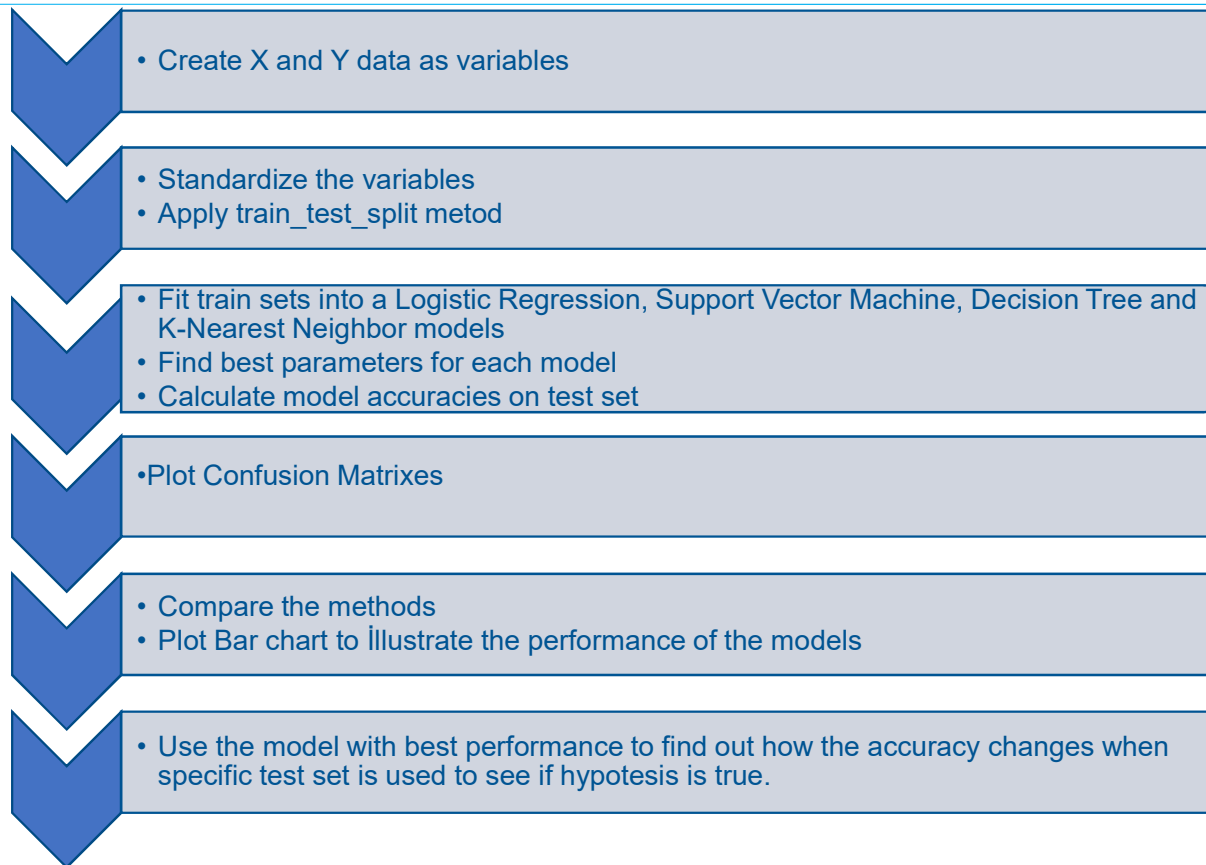 • Create X and Y data as variables
• Standardize the variables
• Apply train_test_split metod
• Fit train sets into a Logistic Regression, Support Vector Machine, Decision Tree and
K-Nearest Neighbor models
• Find best parameters for each model
• Calculate model accuracies on test set
•Plot Confusion Matrixes
• Compare the methods
• Plot Bar chart to İllustrate the performance of the models
• Use the model with best performance to find out how the accuracy changes when
specific test set is used to see if hypotesis is true.